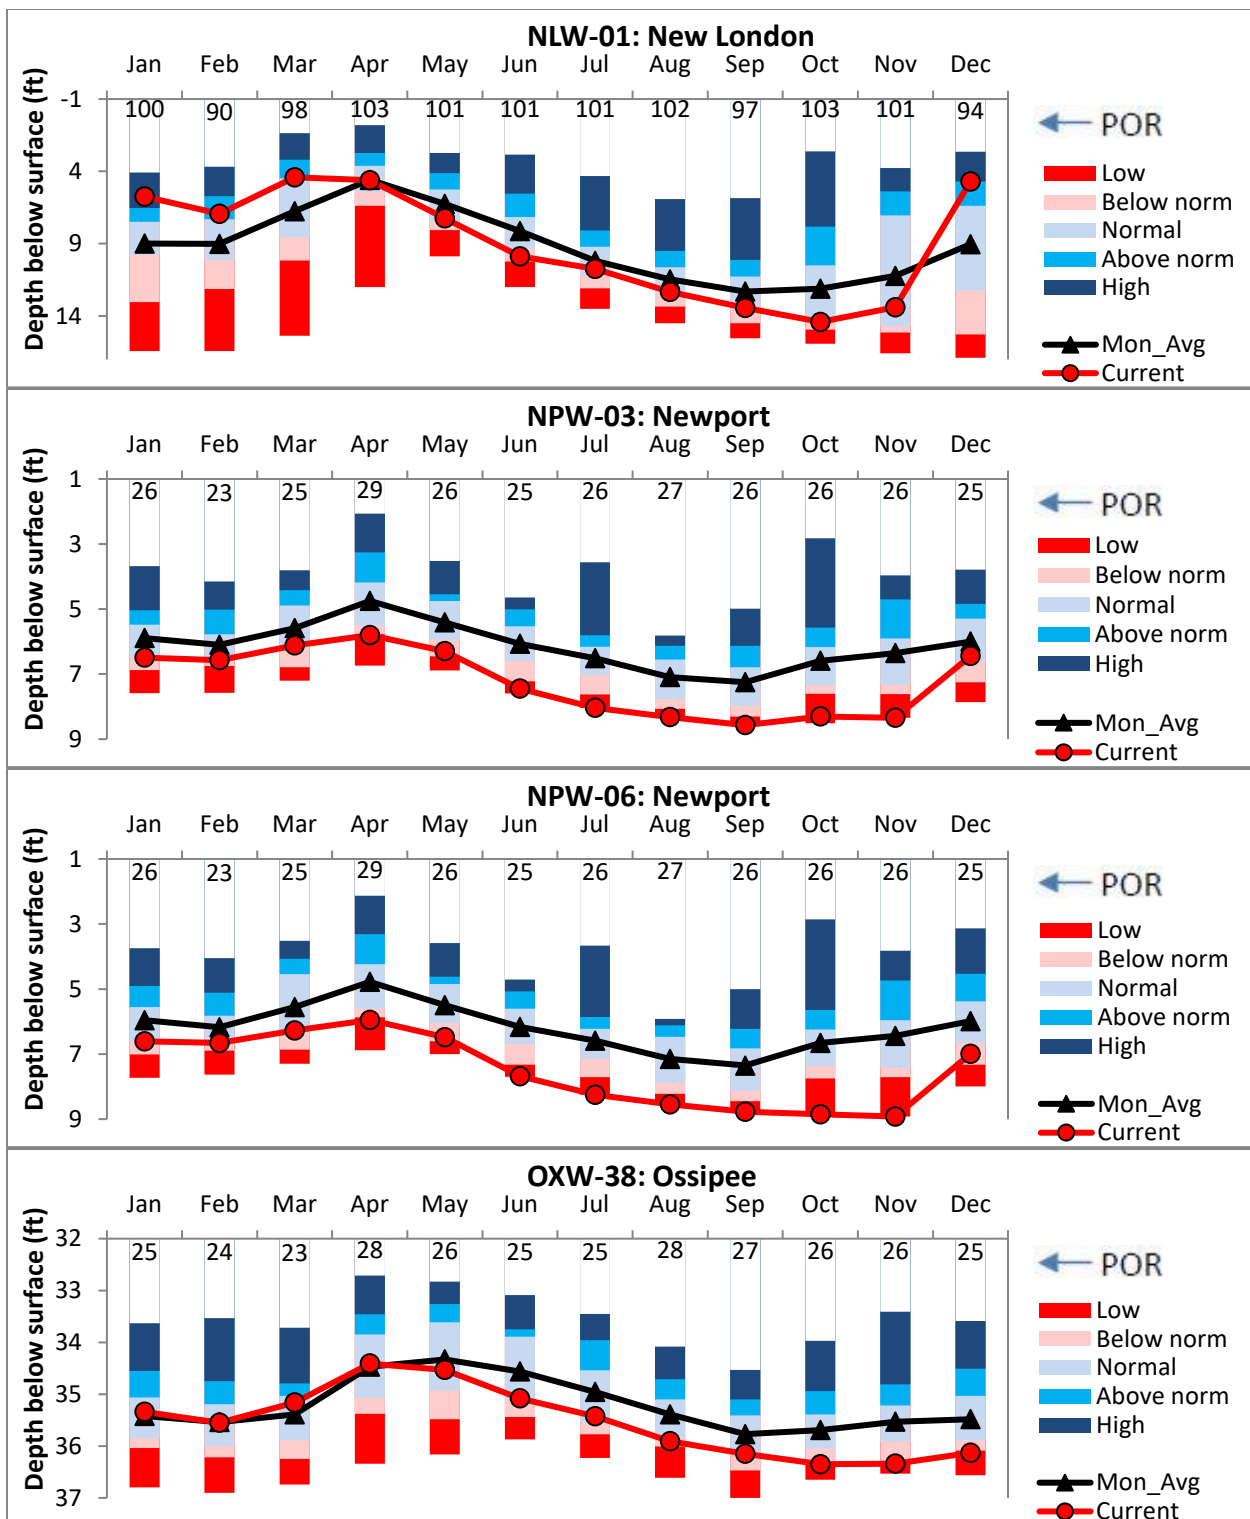 NLW-01: New London
Jan Feb Mar Apr May Jun Jul Aug Sep Oct Nov Dec
Depth below surface (ft)
-1
100 90 98 103 101 101 101 102 97 103 101 94
4
9
14
POR
Low
Below norm
Normal
Above norm
High
Mon_Avg
Current
NPW-03: Newport
Jan Feb Mar Apr May Jun Jul Aug Sep Oct Nov Dec
Depth below surface (ft)
1
26 23 25 29 26 25 26 27 26 26 26 25
3
5
7
9
POR
Low
Below norm
Normal
Above norm
High
Mon_Avg
Current
NPW-06: Newport
Jan Feb Mar Apr May Jun Jul Aug Sep Oct Nov Dec
Depth below surface (ft)
1
26 23 25 29 26 25 26 27 26 26 26 25
3
5
7
9
POR
Low
Below norm
Normal
Above norm
High
Mon_Avg
Current
OXW-38: Ossipee
Jan Feb Mar Apr May Jun Jul Aug Sep Oct Nov Dec
Depth below surface (ft)
32
25 24 23 28 26 25 25 28 27 26 26 25
33
34
35
36
37
POR
Low
Below norm
Normal
Above norm
High
Mon_Avg
Current